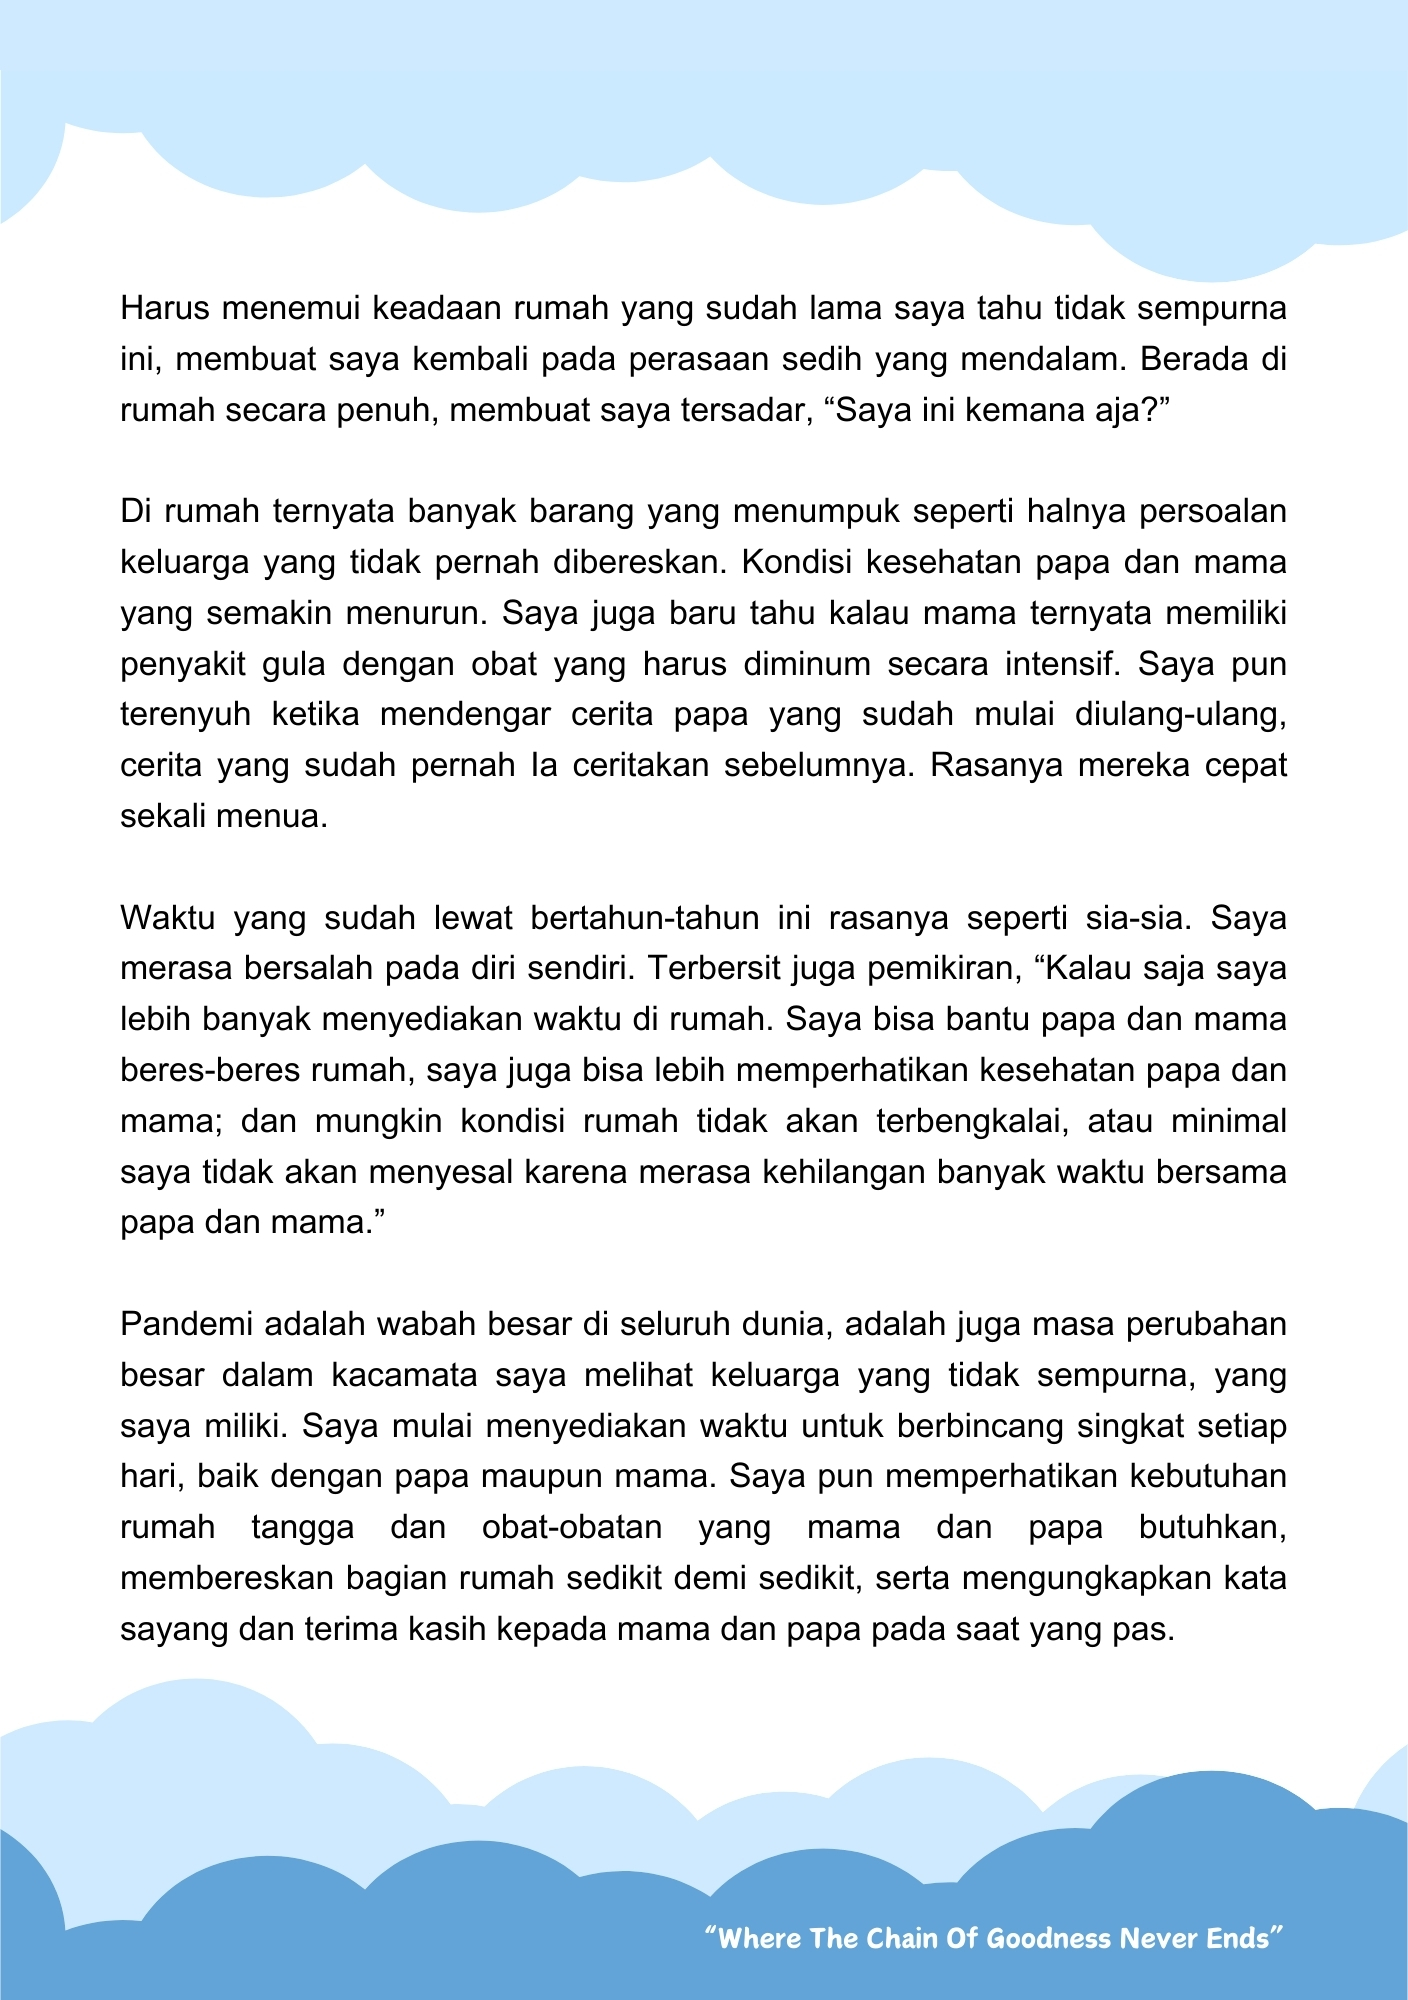 Harus menemui keadaan rumah yang sudah lama saya tahu tidak sempurna
ini, membuat saya kembali pada perasaan sedih yang mendalam. Berada di
rumah secara penuh, membuat saya tersadar, “Saya ini kemana aja?”
Di rumah ternyata banyak barang yang menumpuk seperti halnya persoalan
keluarga yang tidak pernah dibereskan. Kondisi kesehatan papa dan mama
yang semakin menurun. Saya juga baru tahu kalau mama ternyata memiliki
penyakit gula dengan obat yang harus diminum secara intensif. Saya pun
terenyuh ketika mendengar cerita papa yang sudah mulai diulang-ulang,
cerita yang sudah pernah Ia ceritakan sebelumnya. Rasanya mereka cepat
sekali menua.
Waktu yang sudah lewat bertahun-tahun ini rasanya seperti sia-sia. Saya
merasa bersalah pada diri sendiri. Terbersit juga pemikiran, “Kalau saja saya
lebih banyak menyediakan waktu di rumah. Saya bisa bantu papa dan mama
beres-beres rumah, saya juga bisa lebih memperhatikan kesehatan papa dan
mama; dan mungkin kondisi rumah tidak akan terbengkalai, atau minimal
saya tidak akan menyesal karena merasa kehilangan banyak waktu bersama
papa dan mama.”
Pandemi adalah wabah besar di seluruh dunia, adalah juga masa perubahan
besar dalam kacamata saya melihat keluarga yang tidak sempurna, yang
saya miliki. Saya mulai menyediakan waktu untuk berbincang singkat setiap
hari, baik dengan papa maupun mama. Saya pun memperhatikan kebutuhan
rumah tangga dan obat-obatan yang mama dan papa butuhkan,
membereskan bagian rumah sedikit demi sedikit, serta mengungkapkan kata
sayang dan terima kasih kepada mama dan papa pada saat yang pas.
“Where The Chain Of Goodness Never Ends”